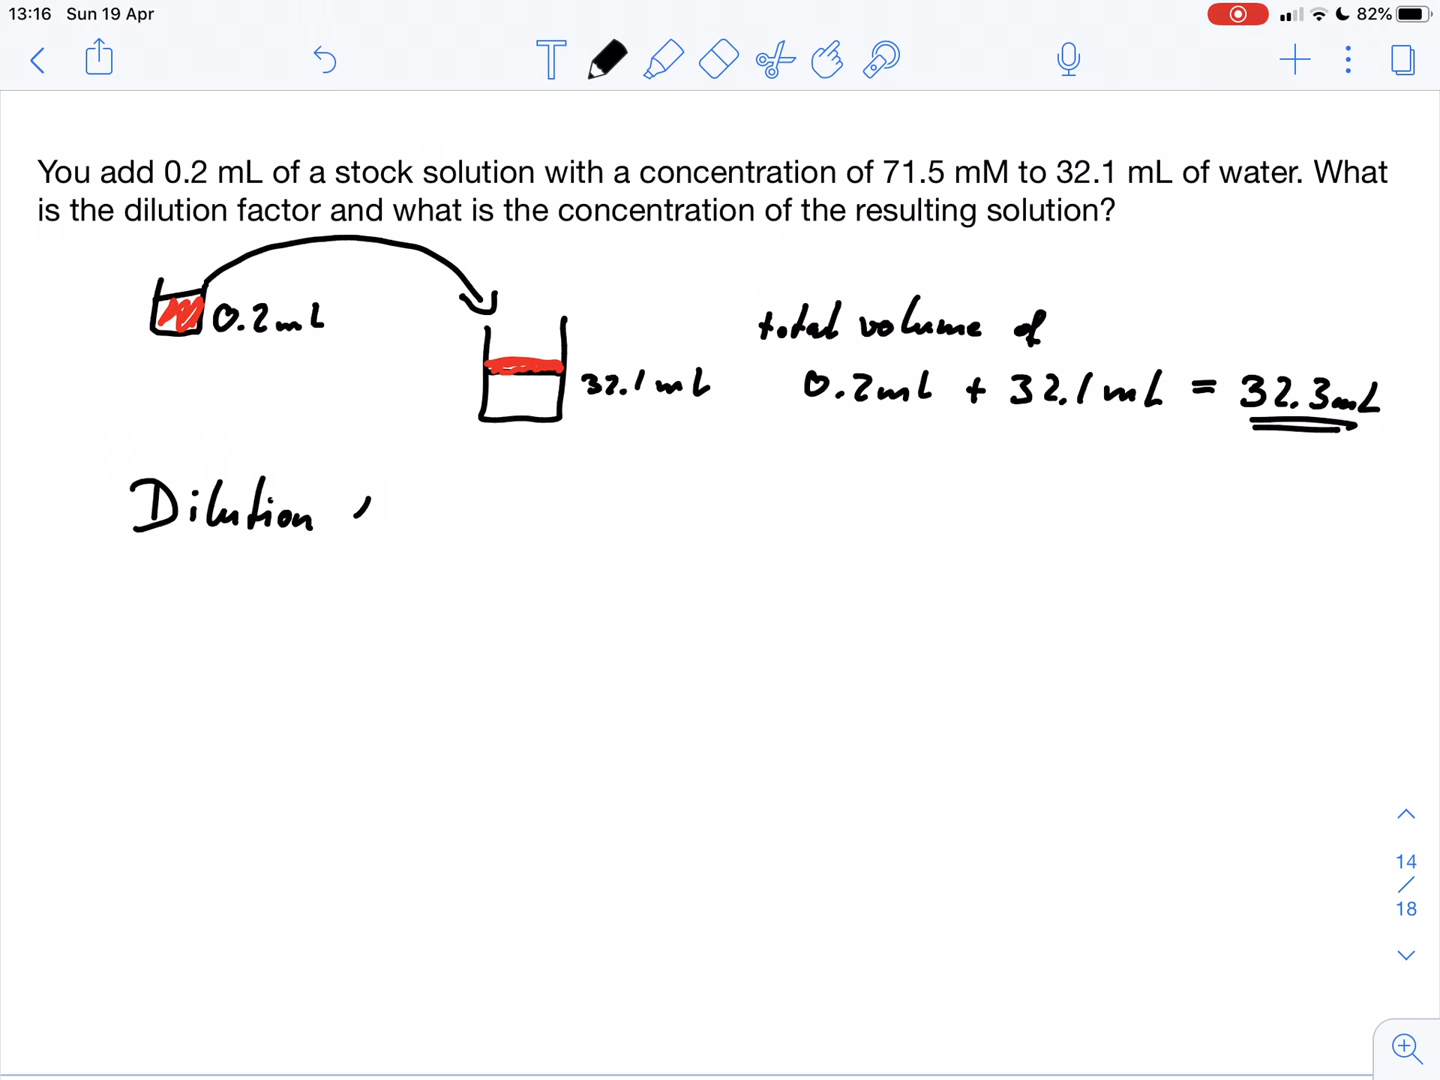 13:16 Sun 19 Apr 82%
T
You add 0.2 mL of a stock solution with a concentration of 71.5 mM to 32.1 mL of water. What
is the dilution factor and what is the concentration of the resulting solution?
0.2mL
32.1mL
total volume of
0.2mL + 32.1mL = 32.3mL
Dilution
14
/
18